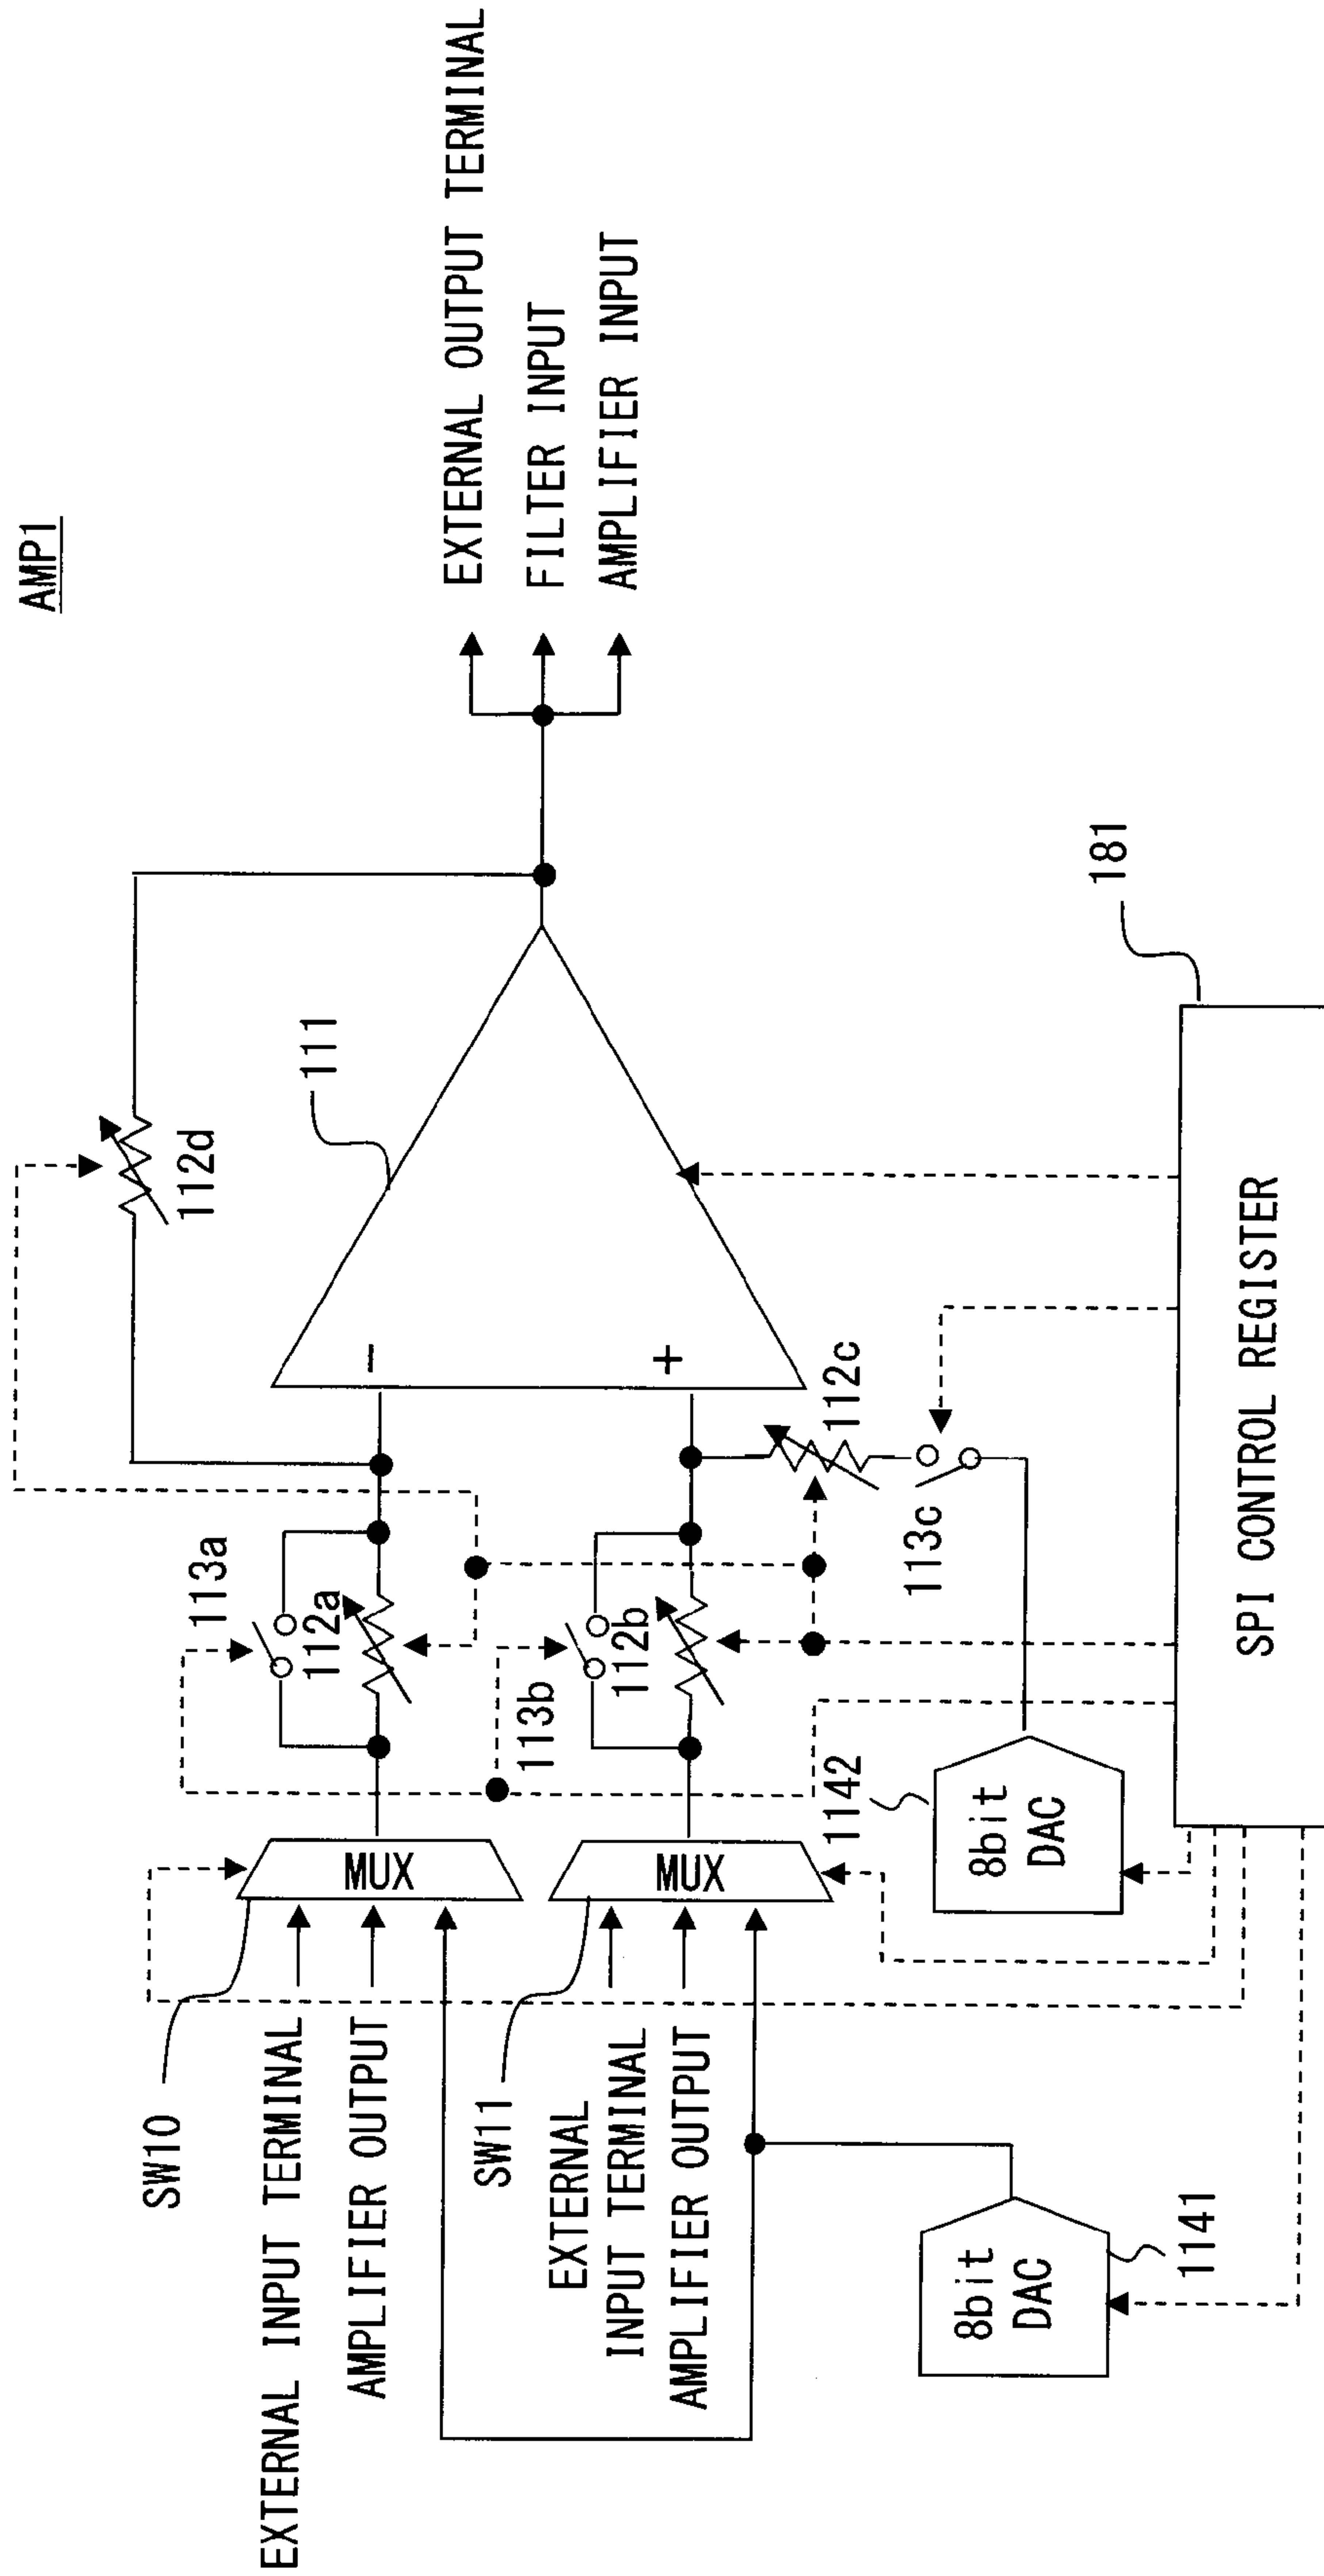 AMP1
SW10
EXTERNAL INPUT TERMINAL
AMPLIFIER OUTPUT
MUX
113a
112a
112d
111
-
+
EXTERNAL OUTPUT TERMINAL
FILTER INPUT
AMPLIFIER INPUT
SW11
EXTERNAL
INPUT TERMINAL
AMPLIFIER OUTPUT
MUX
113b
112b
112c
113c
1142
8bit
DAC
8bit
DAC
1141
181
SPI CONTROL REGISTER